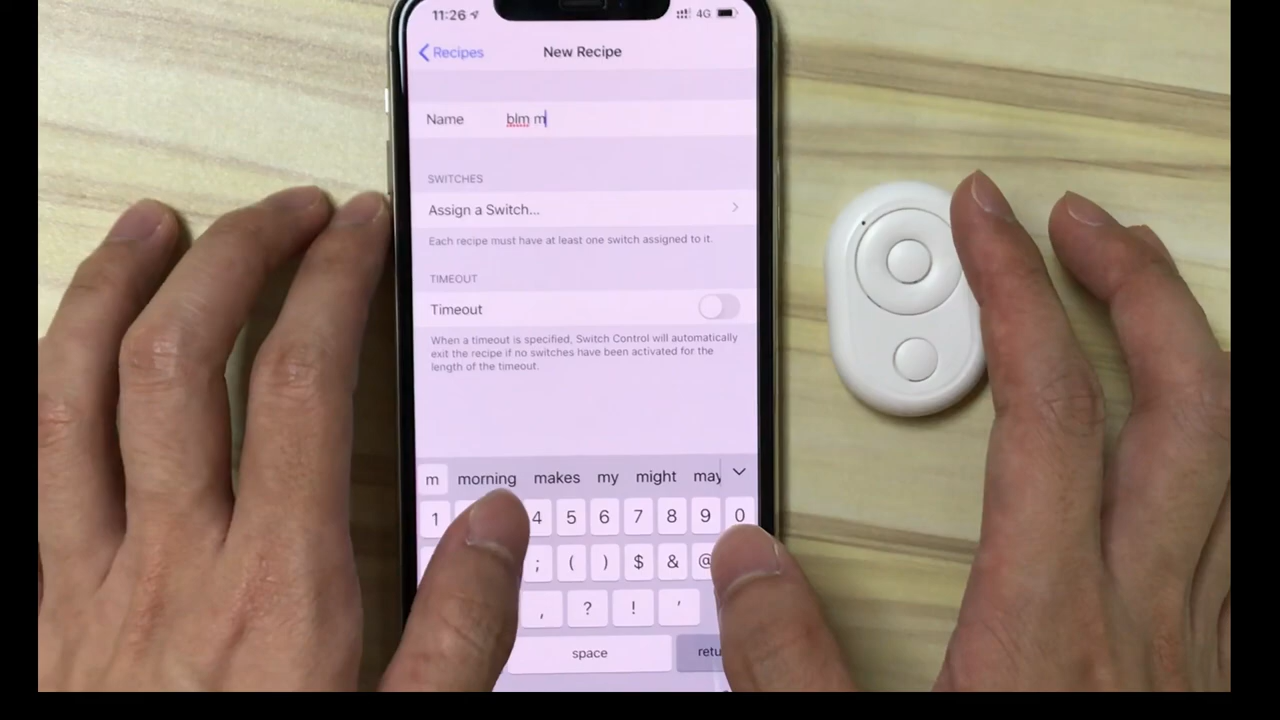 11:26 4G
Recipes New Recipe
Name blm m
SWITCHES
Assign a Switch...
Each recipe must have at least one switch assigned to it.
TIMEOUT
Timeout
When a timeout is specified, Switch Control will automatically
exit the recipe if no switches have been activated for the
length of the timeout.
m morning makes my might may
1 4 5 6 7 8 9 0
; ( ) $ & @
, ? ! '
space